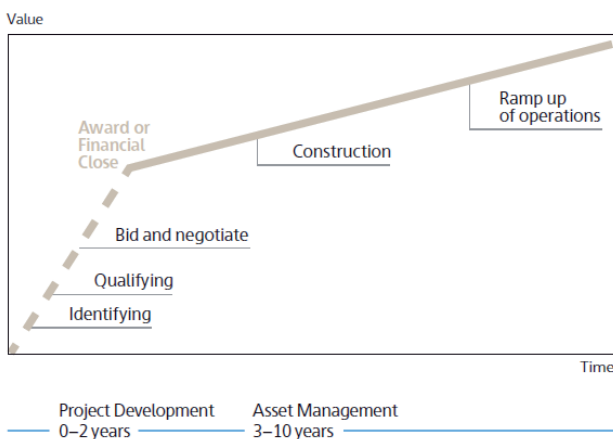 Value
Award or
Financial
Close
Ramp up
of operations
Construction
Bid and negotiate
Qualifying
Identifying
Time
Project Development
0–2 years
Asset Management
3–10 years